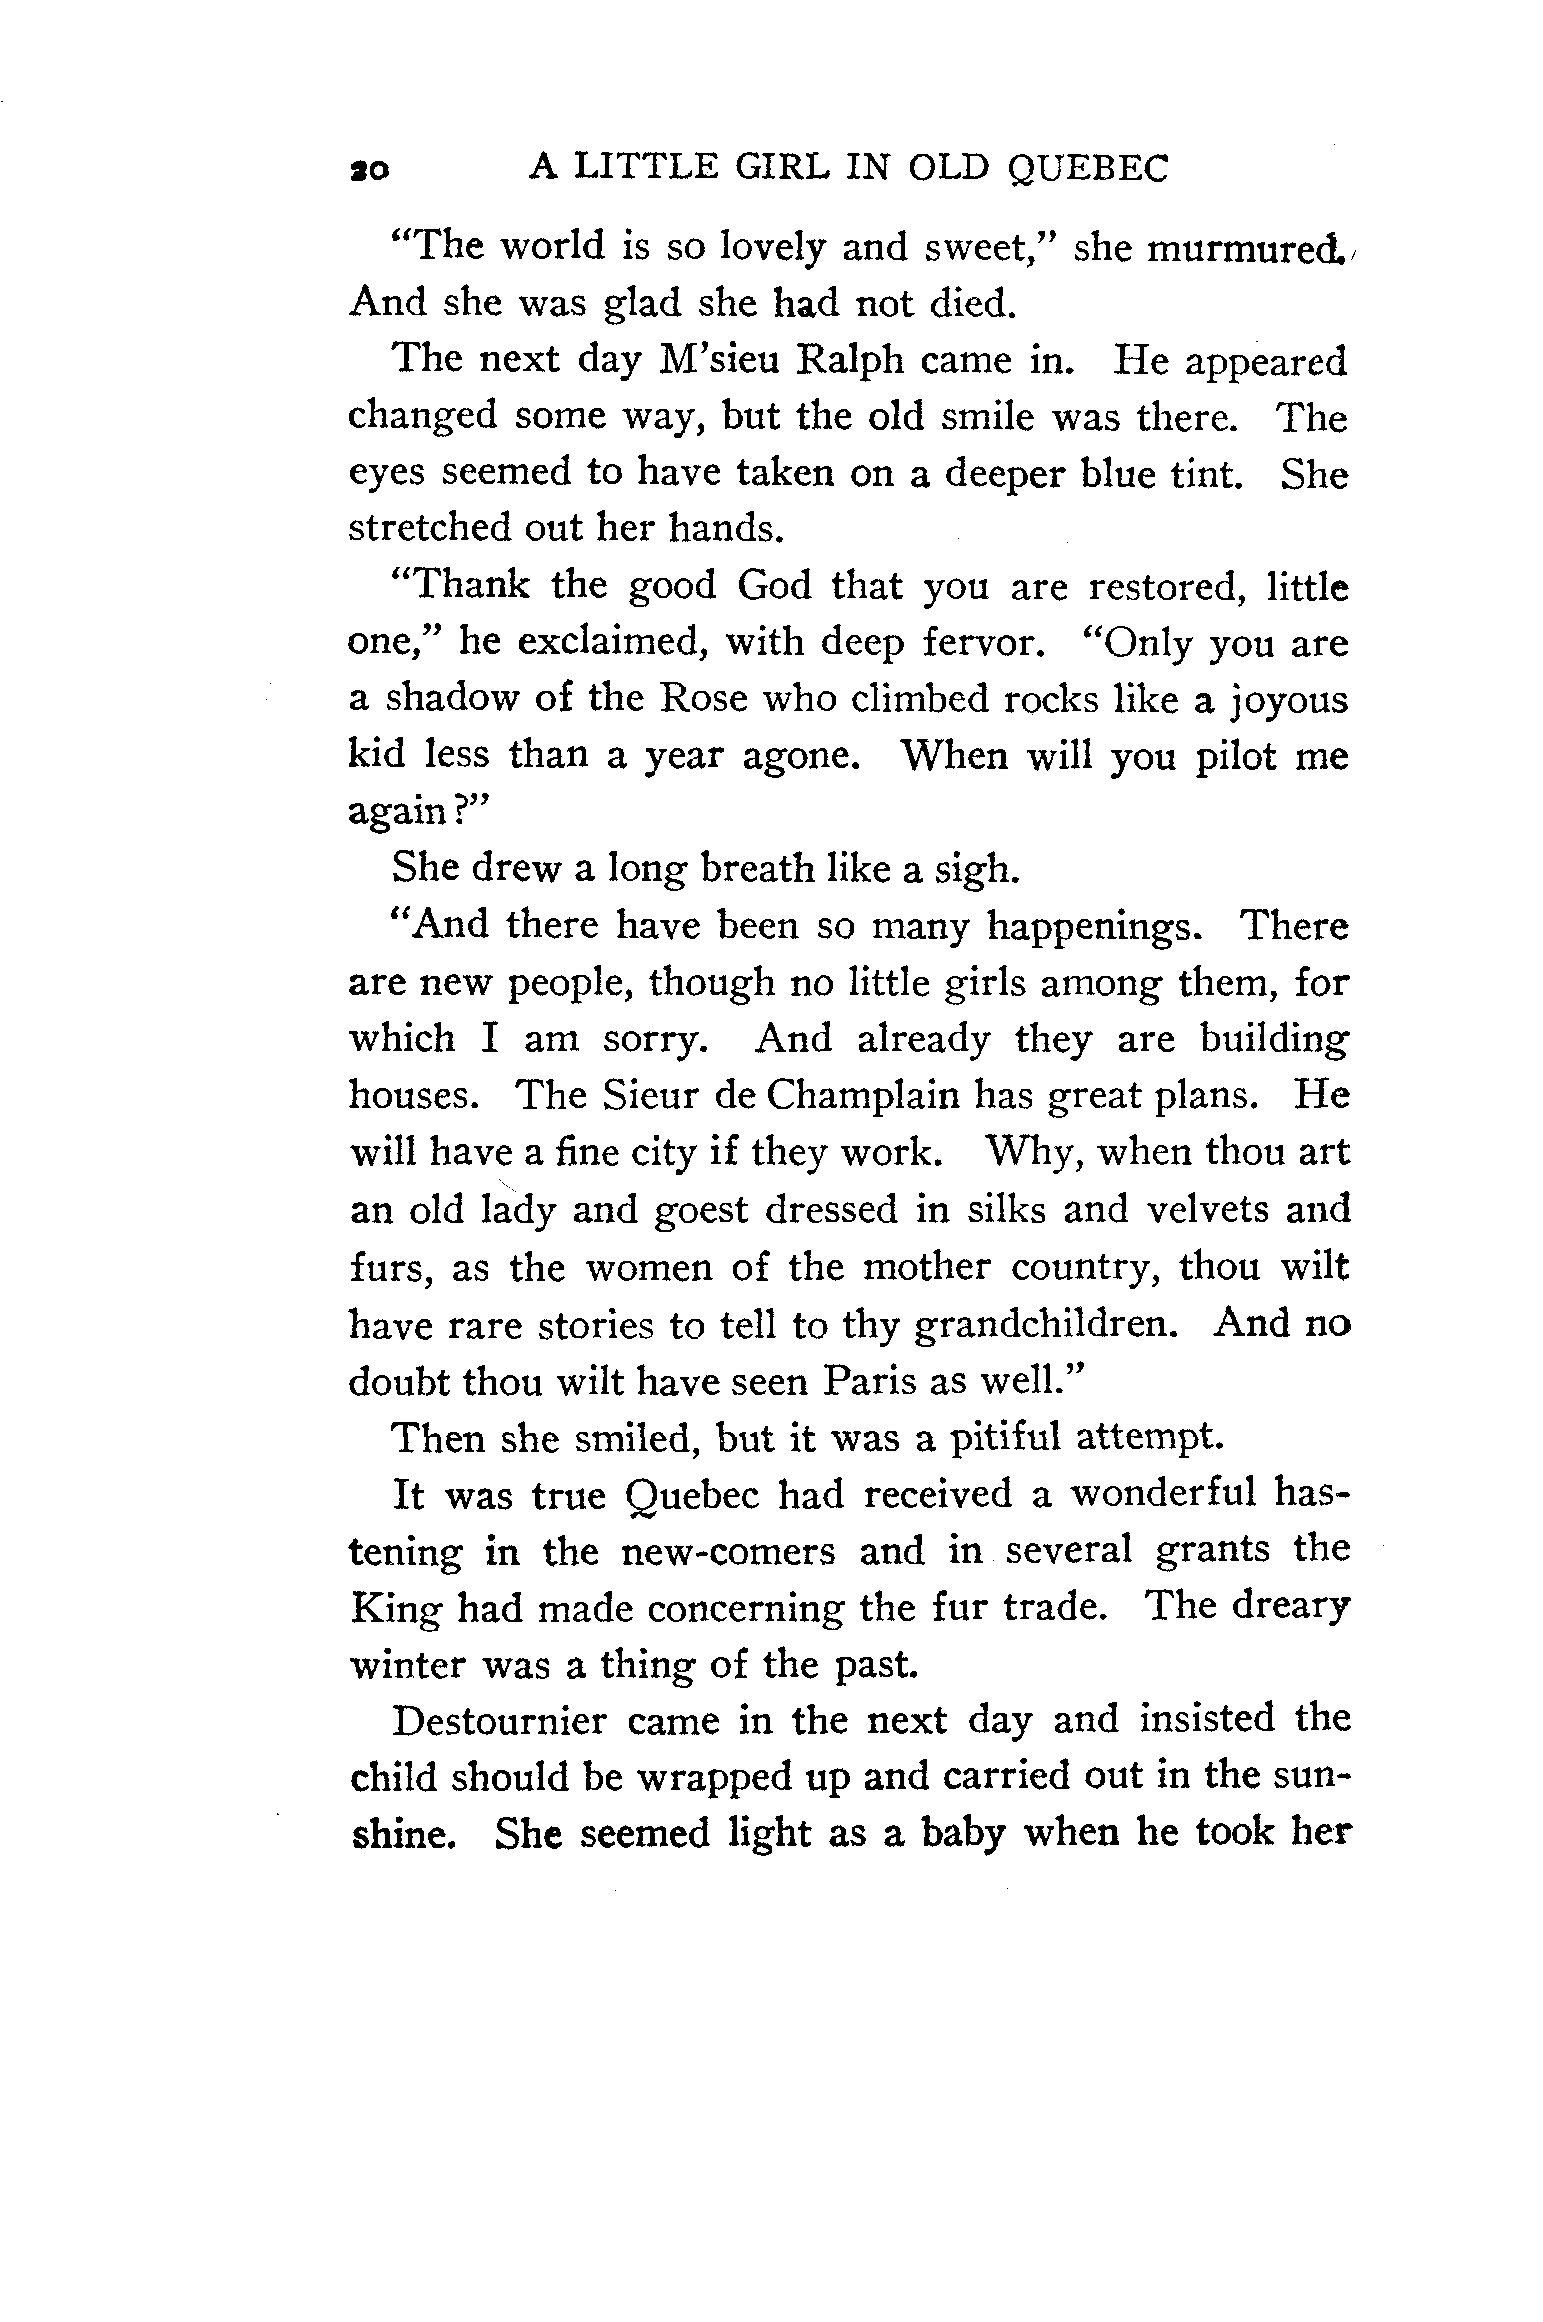 20 A LITTLE GIRL IN OLD QUEBEC
"The world is so lovely and sweet," she murmured.
And she was glad she had not died.
The next day M'sieu Ralph came in. He appeared
changed some way, but the old smile was there. The
eyes seemed to have taken on a deeper blue tint. She
stretched out her hands.
"Thank the good God that you are restored, little
one," he exclaimed, with deep fervor. "Only you are
a shadow of the Rose who climbed rocks like a joyous
kid less than a year agone. When will you pilot me
again?"
She drew a long breath like a sigh.
"And there have been so many happenings. There
are new people, though no little girls among them, for
which I am sorry. And already they are building
houses. The Sieur de Champlain has great plans. He
will have a fine city if they work. Why, when thou art
an old lady and goest dressed in silks and velvets and
furs, as the women of the mother country, thou wilt
have rare stories to tell to thy grandchildren. And no
doubt thou wilt have seen Paris as well."
Then she smiled, but it was a pitiful attempt.
It was true Quebec had received a wonderful has-
tening in the new-comers and in several grants the
King had made concerning the fur trade. The dreary
winter was a thing of the past.
Destournier came in the next day and insisted the
child should be wrapped up and carried out in the sun-
shine. She seemed light as a baby when he took her